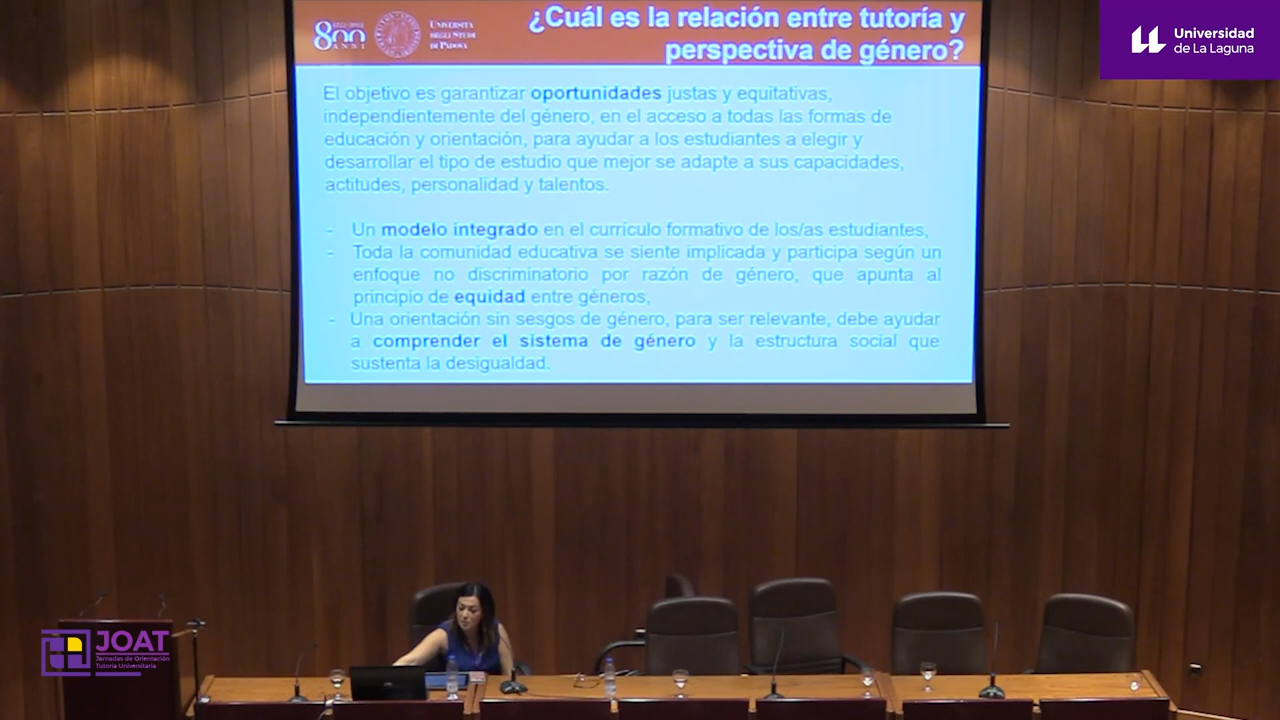 ¿Cuál es la relación entre tutoría y
perspectiva de género?
1222-2022
800
ANNI
UNIVERSITÀ
DEGLI STUDI
DI PADOVA
Universidad
de La Laguna
El objetivo es garantizar oportunidades justas y equitativas,
independientemente del género, en el acceso a todas las formas de
educación y orientación, para ayudar a los estudiantes a elegir y
desarrollar el tipo de estudio que mejor se adapte a sus capacidades,
actitudes, personalidad y talentos.
- Un modelo integrado en el currículo formativo de los/as estudiantes,
- Toda la comunidad educativa se siente implicada y participa según un
enfoque no discriminatorio por razón de género, que apunta al
principio de equidad entre géneros,
- Una orientación sin sesgos de género, para ser relevante, debe ayudar
a comprender el sistema de género y la estructura social que
sustenta la desigualdad.
JOAT
Jornadas de Orientación
Tutoría Universitaria